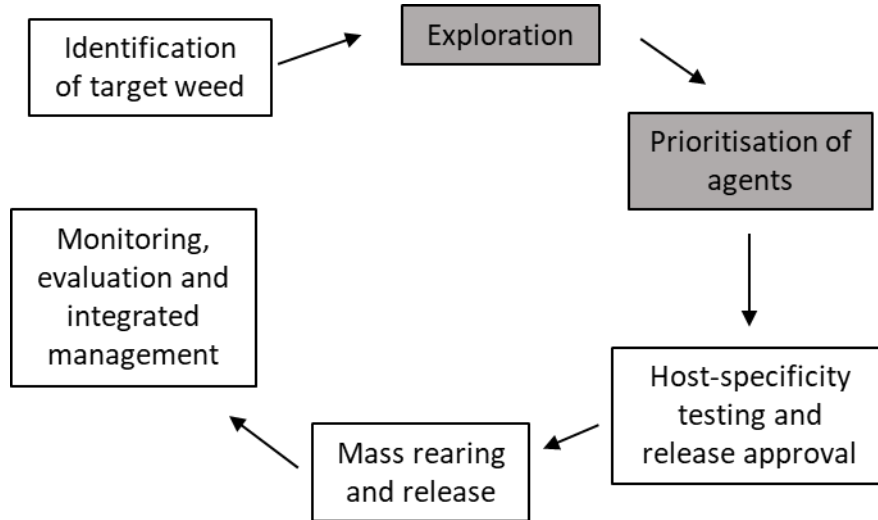 Identification
of target weed
Exploration
Prioritisation of
agents
Host-specificity
testing and
release approval
Mass rearing
and release
Monitoring,
evaluation and
integrated
management